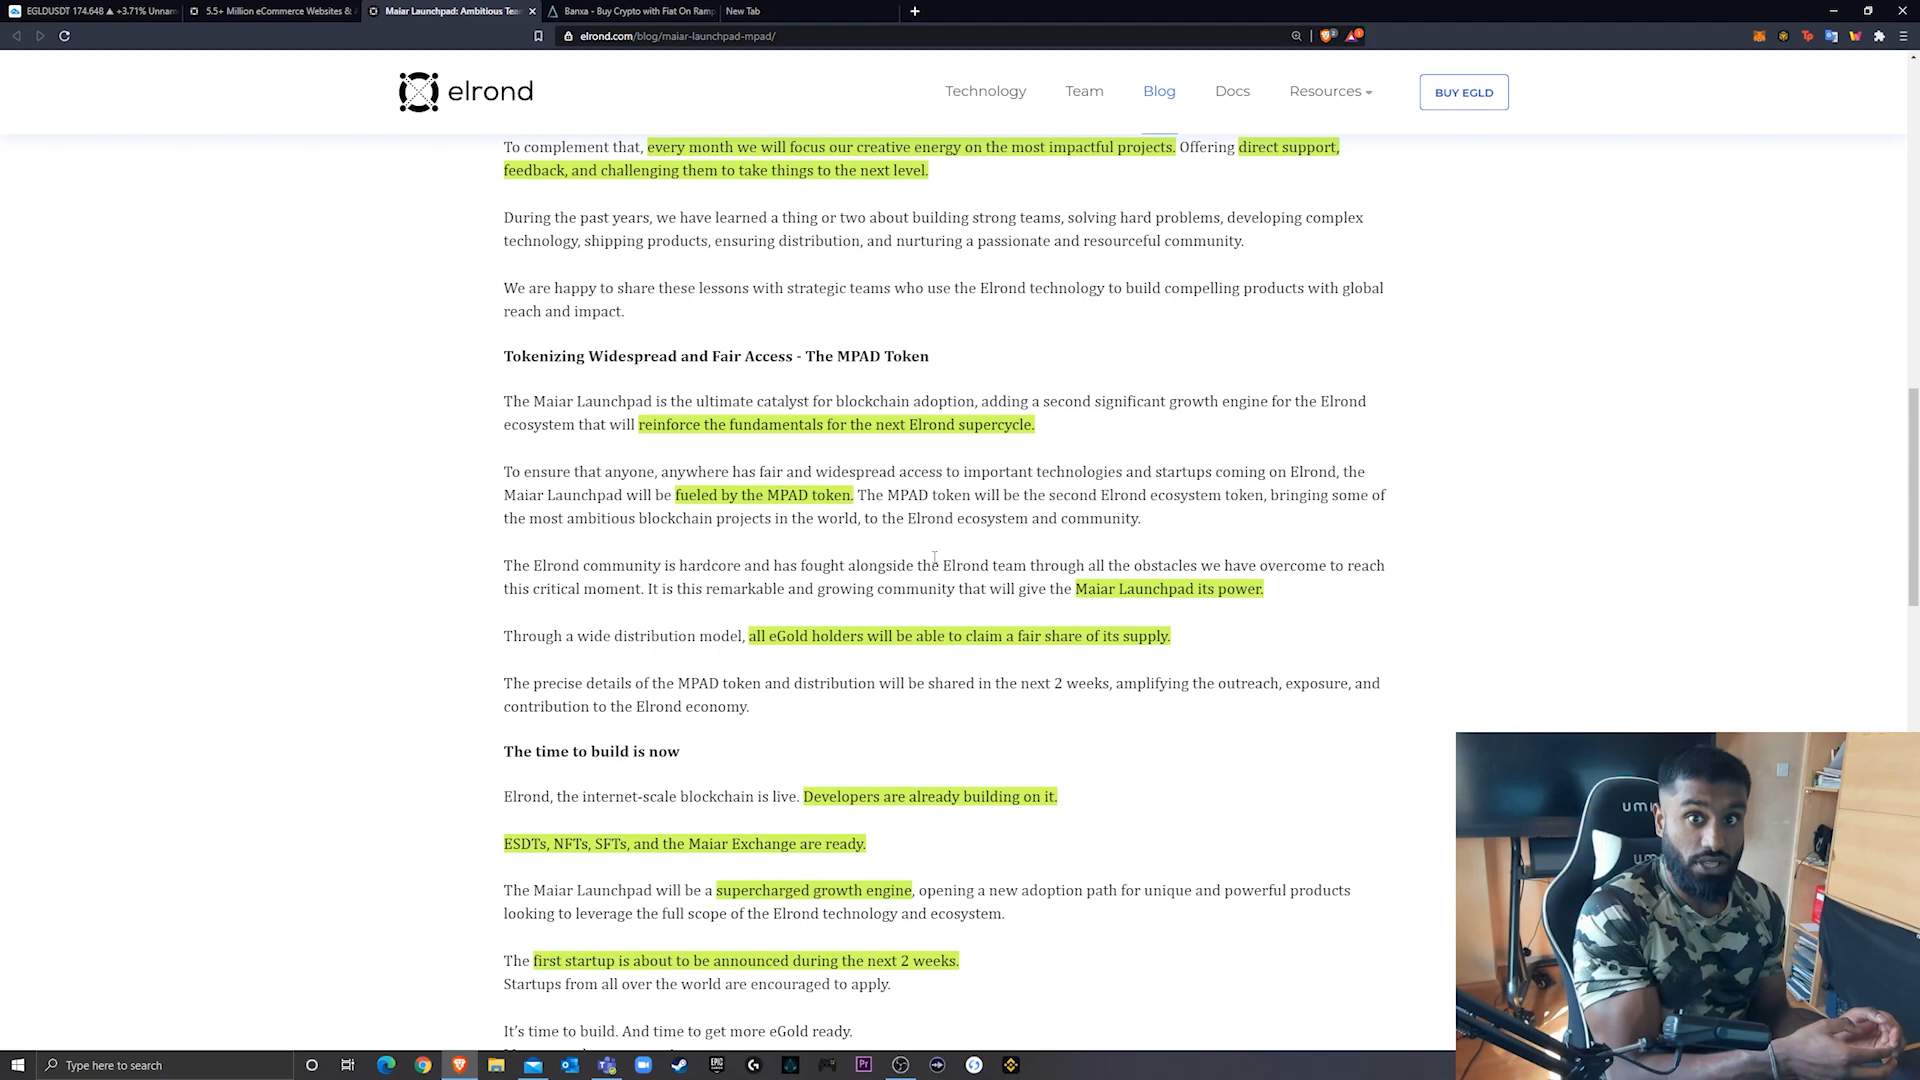 EGLDUSDT 174.648 ▲ +3.71% Unnam
5.5+ Million eCommerce Websites &
Maiar Launchpad: Ambitious Tea
Banxa - Buy Crypto with Fiat On Ramp
New Tab
elrond.com/blog/maiar-launchpad-mpad/
elrond
Technology
Team
Blog
Docs
Resources
BUY EGLD
To complement that, every month we will focus our creative energy on the most impactful projects. Offering direct support,
feedback, and challenging them to take things to the next level.
During the past years, we have learned a thing or two about building strong teams, solving hard problems, developing complex
technology, shipping products, ensuring distribution, and nurturing a passionate and resourceful community.
We are happy to share these lessons with strategic teams who use the Elrond technology to build compelling products with global
reach and impact.
Tokenizing Widespread and Fair Access - The MPAD Token
The Maiar Launchpad is the ultimate catalyst for blockchain adoption, adding a second significant growth engine for the Elrond
ecosystem that will reinforce the fundamentals for the next Elrond supercycle.
To ensure that anyone, anywhere has fair and widespread access to important technologies and startups coming on Elrond, the
Maiar Launchpad will be fueled by the MPAD token. The MPAD token will be the second Elrond ecosystem token, bringing some of
the most ambitious blockchain projects in the world, to the Elrond ecosystem and community.
The Elrond community is hardcore and has fought alongside the Elrond team through all the obstacles we have overcome to reach
this critical moment. It is this remarkable and growing community that will give the Maiar Launchpad its power.
Through a wide distribution model, all eGold holders will be able to claim a fair share of its supply.
The precise details of the MPAD token and distribution will be shared in the next 2 weeks, amplifying the outreach, exposure, and
contribution to the Elrond economy.
The time to build is now
Elrond, the internet-scale blockchain is live. Developers are already building on it.
ESDTs, NFTs, SFTs, and the Maiar Exchange are ready.
The Maiar Launchpad will be a supercharged growth engine, opening a new adoption path for unique and powerful products
looking to leverage the full scope of the Elrond technology and ecosystem.
The first startup is about to be announced during the next 2 weeks.
Startups from all over the world are encouraged to apply.
It's time to build. And time to get more eGold ready.
Type here to search